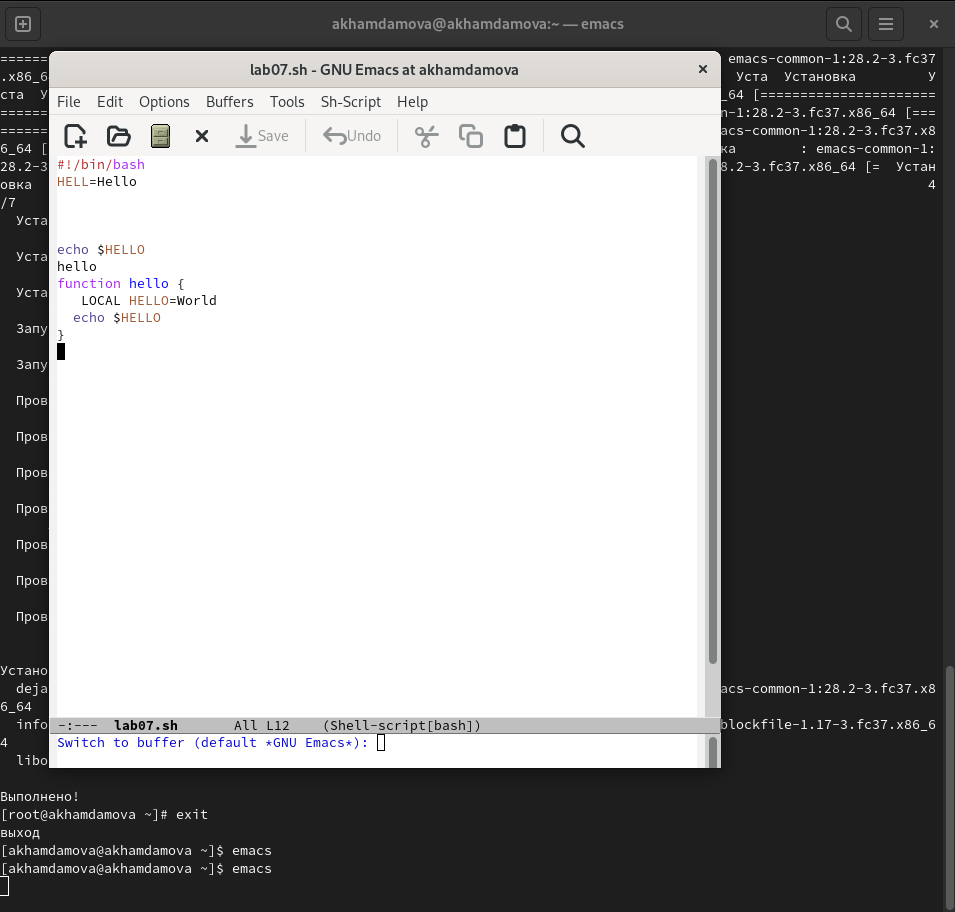 akhamdamova@akhamdamova:~ — emacs
====== emacs-common-1:28.2-3.fc37
.x86_6 Уста Установка У
ста У _64 [======================
====== n-1:28.2-3.fc37.x86_64 [===
====== acs-common-1:28.2-3.fc37.x8
6_64 [ ка : emacs-common-1:
28.2-3 8.2-3.fc37.x86_64 [= Устан
овка 4
/7
Уста
Уста
Уста
Запу
Запу
Пров
Пров
Пров
Пров
Пров
Пров
Пров
Устано
deja acs-common-1:28.2-3.fc37.x8
6_64
info blockfile-1.17-3.fc37.x86_6
4
libo
Выполнено!
[root@akhamdamova ~]# exit
выход
[akhamdamova@akhamdamova ~]$ emacs
[akhamdamova@akhamdamova ~]$ emacs
lab07.sh - GNU Emacs at akhamdamova
File Edit Options Buffers Tools Sh-Script Help
Save Undo
#!/bin/bash
HELL=Hello
echo $HELLO
hello
function hello {
LOCAL HELLO=World
echo $HELLO
}
-:--- lab07.sh All L12 (Shell-script[bash])
Switch to buffer (default *GNU Emacs*):